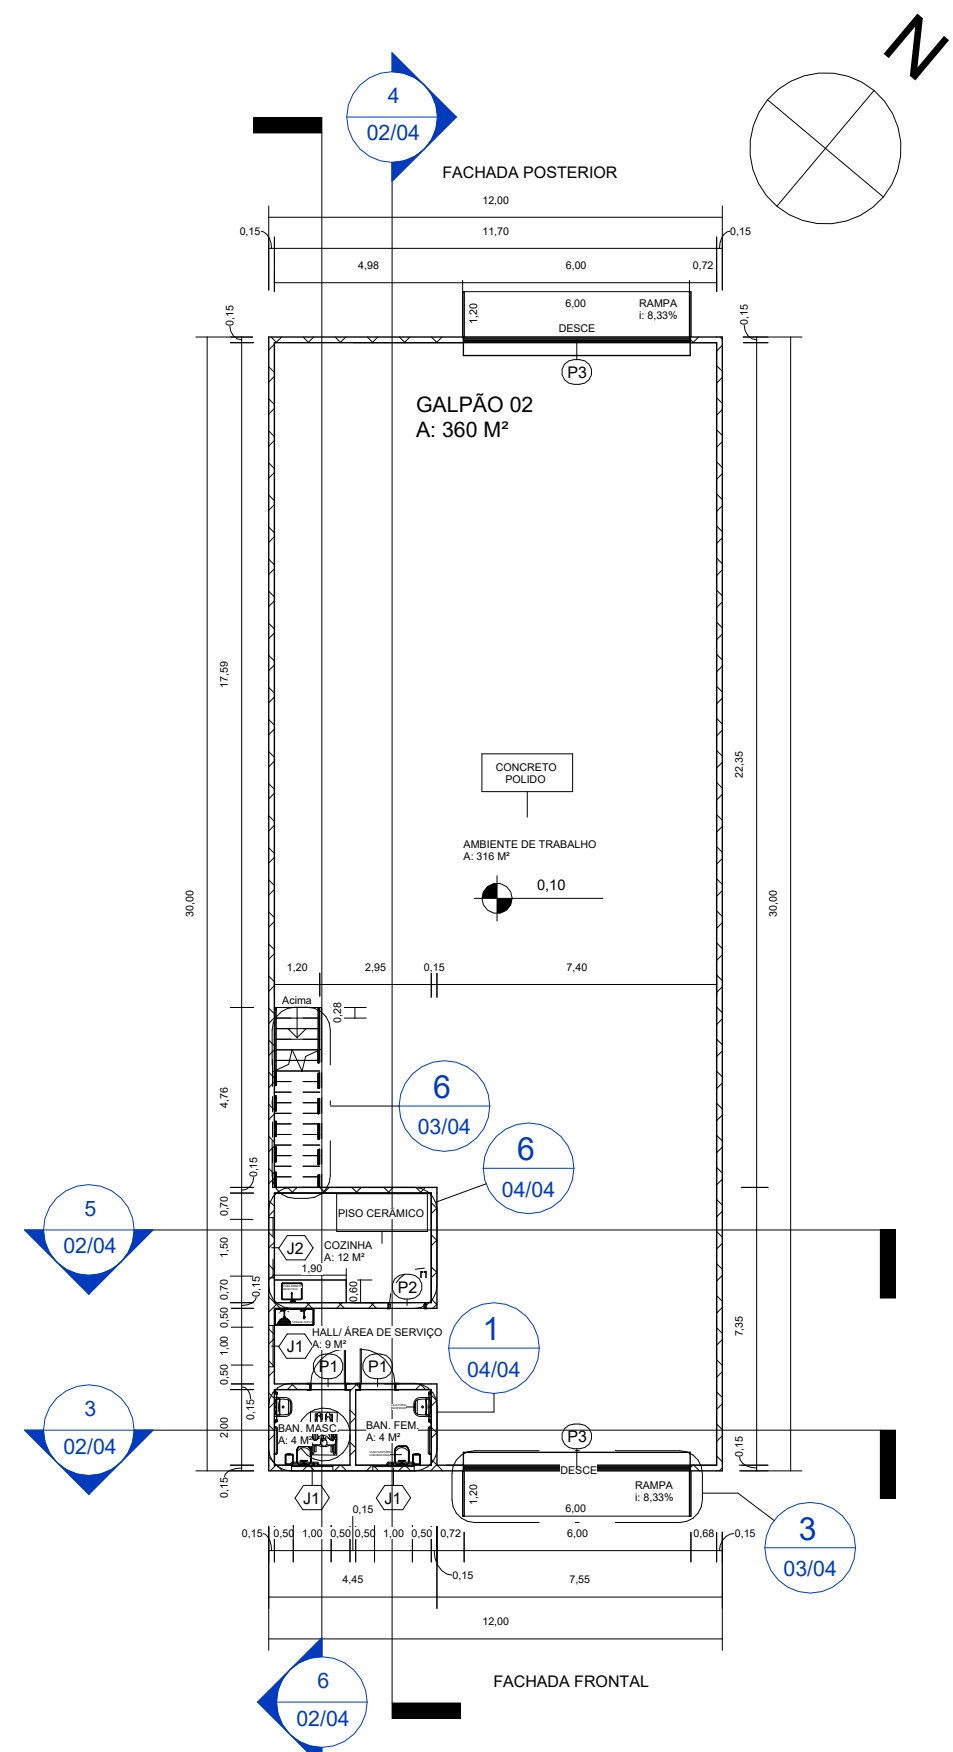 N
4
02/04
FACHADA POSTERIOR
12,00
0,15
11,70
0,15
4,98
6,00
0,72
0,15
1,20
6,00
RAMPA
i: 8,33%
DESCE
0,15
P3
GALPÃO 02
A: 360 M²
17,59
22,35
CONCRETO
POLIDO
AMBIENTE DE TRABALHO
A: 316 M²
0,10
30,00
30,00
1,20
2,95
0,15
7,40
Acima
0,28
4,76
6
03/04
6
04/04
0,15
0,70
5
02/04
PISO CERÂMICO
1,50
J2
COZINHA
A: 12 M²
1,90
0,70
0,15
0,60
P2
0,50
HALL/ ÁREA DE SERVIÇO
A: 9 M²
1,00
J1
P1
P1
1
04/04
7,35
0,50
0,15
3
02/04
2,00
BAN. MASC.
A: 4 M²
BAN. FEM.
A: 4 M²
P3
0,15
0,15
DESCE
1,20
RAMPA
i: 8,33%
6,00
J1
J1
0,15
0,15
0,50
1,00
0,50
0,50
1,00
0,50
0,72
6,00
0,68
0,15
3
03/04
0,15
4,45
7,55
12,00
6
02/04
FACHADA FRONTAL